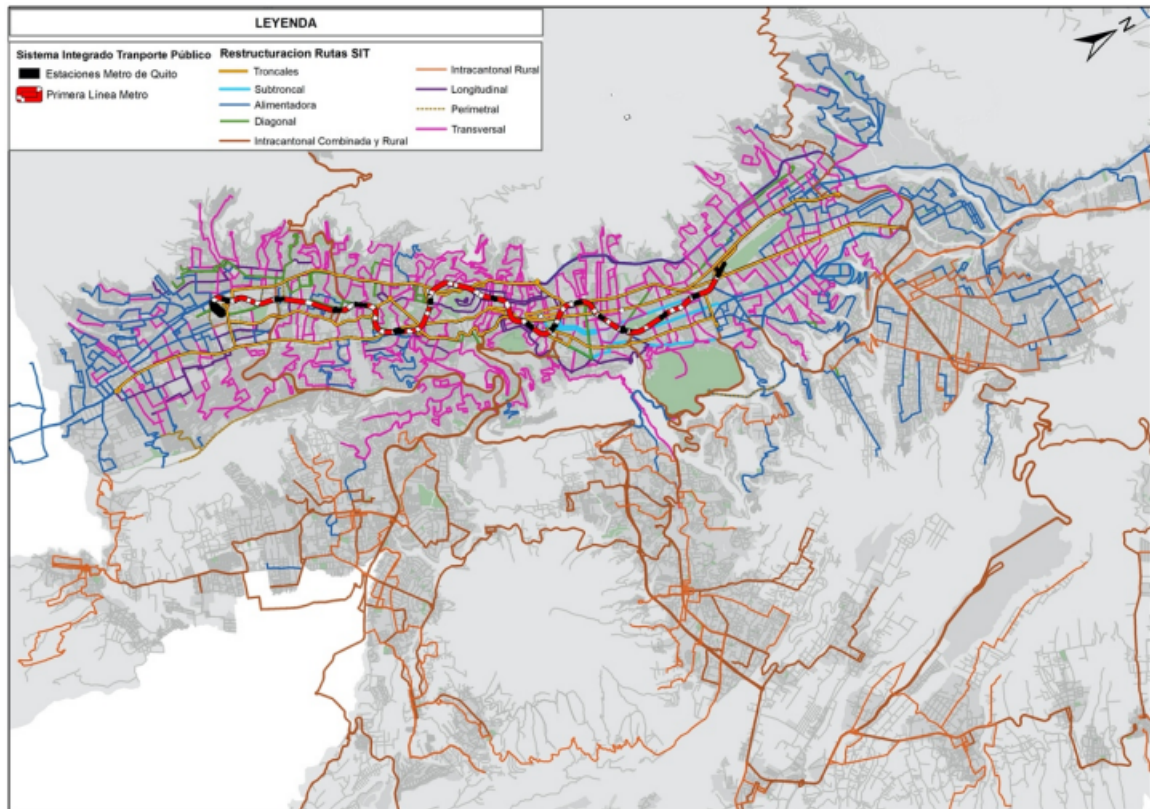 LEYENDA
Sistema Integrado Tranporte Público
Estaciones Metro de Quito
Primera Línea Metro
Restructuracion Rutas SIT
Troncales
Subtroncal
Alimentadora
Diagonal
Intracantonal Combinada y Rural
Intracantonal Rural
Longitudinal
Perimetral
Transversal
N